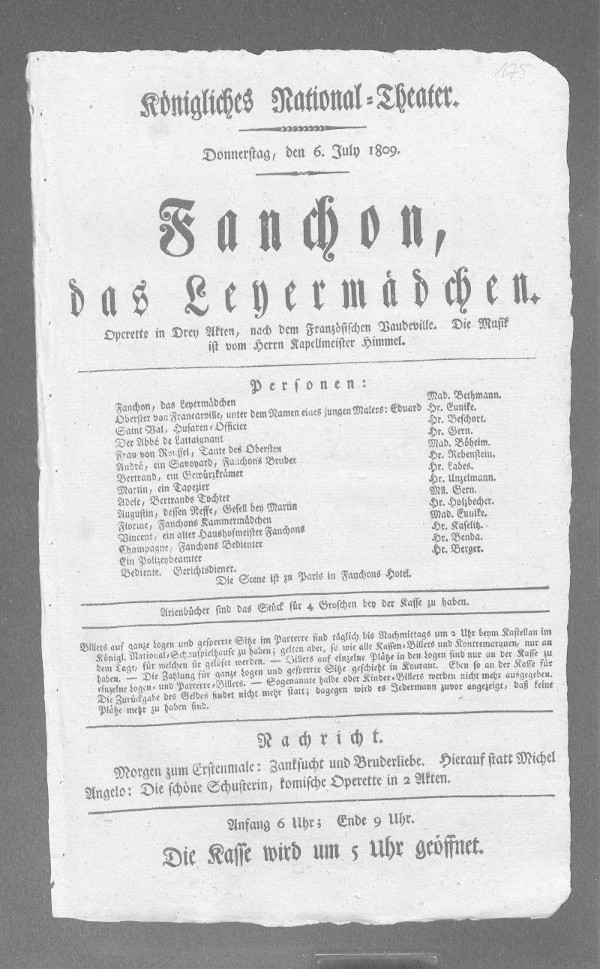 175
Königliches National-Theater.
Donnerstag, den 6. July 1809.
Fanchon,
das Leyermädchen.
Operette in Drey Akten, nach dem Französischen Vaudeville. Die Musik
ist vom Herrn Kapellmeister Himmel.
Personen:
Fanchon, das Leyermädchen Mad. Bethmann.
Oberster von Francarville, unter dem Namen eines jungen Malers: Eduard Hr. Eunike.
Saint Val, Husaren-Officier Hr. Beschort.
Der Abbé de Lattaignant Hr. Gern.
Frau von Roussel, Tante des Obersten Mad. Böheim.
André, ein Savoyard, Fanchons Bruder Hr. Rebenstein.
Bertrand, ein Gewürzkrämer Hr. Labes.
Martin, ein Tapezier Hr. Unzelmann.
Adele, Bertrands Tochter Mll. Gern.
Augustin, dessen Neffe, Gesell bey Martin Hr. Holzbecher.
Florine, Fanchons Kammermädchen Mad. Eunike.
Vincent, ein alter Haushofmeister Fanchons Hr. Kaselitz.
Champagne, Fanchons Bedienter Hr. Benda.
Ein Polizeybeamter Hr. Berger.
Bediente. Gerichtsdiener.
Die Scene ist zu Paris in Fanchons Hotel.
Arienbücher sind das Stück für 4 Groschen bey der Kasse zu haben.
Billets auf ganze Logen und gesperrte Sitze im Parterre sind täglich bis Nachmittags um 2 Uhr beym Kastellan im
Königl. National-Schauspielhause zu haben; gelten aber, so wie alle Kassen-Billets und Kontremarquen, nur an
dem Tage, für welchen sie gelöset werden. — Billets auf einzelne Plätze in den Logen sind nur an der Kasse zu
haben. — Die Zahlung für ganze Logen und gesperrte Sitze geschieht in Kourant. Eben so an der Kasse für
einzelne Logen- und Parterre-Billets. — Sogenannte halbe oder Kinder-Billets werden nicht mehr ausgegeben.
Die Zurückgabe des Geldes findet nicht mehr statt; dagegen wird es Jedermann zuvor angezeigt, daß keine
Plätze mehr zu haben sind.
Nachricht.
Morgen zum Erstenmale: Zanksucht und Bruderliebe. Hierauf statt Michel
Angelo: Die schöne Schusterin, komische Operette in 2 Akten.
Anfang 6 Uhr; Ende 9 Uhr.
Die Kasse wird um 5 Uhr geöffnet.